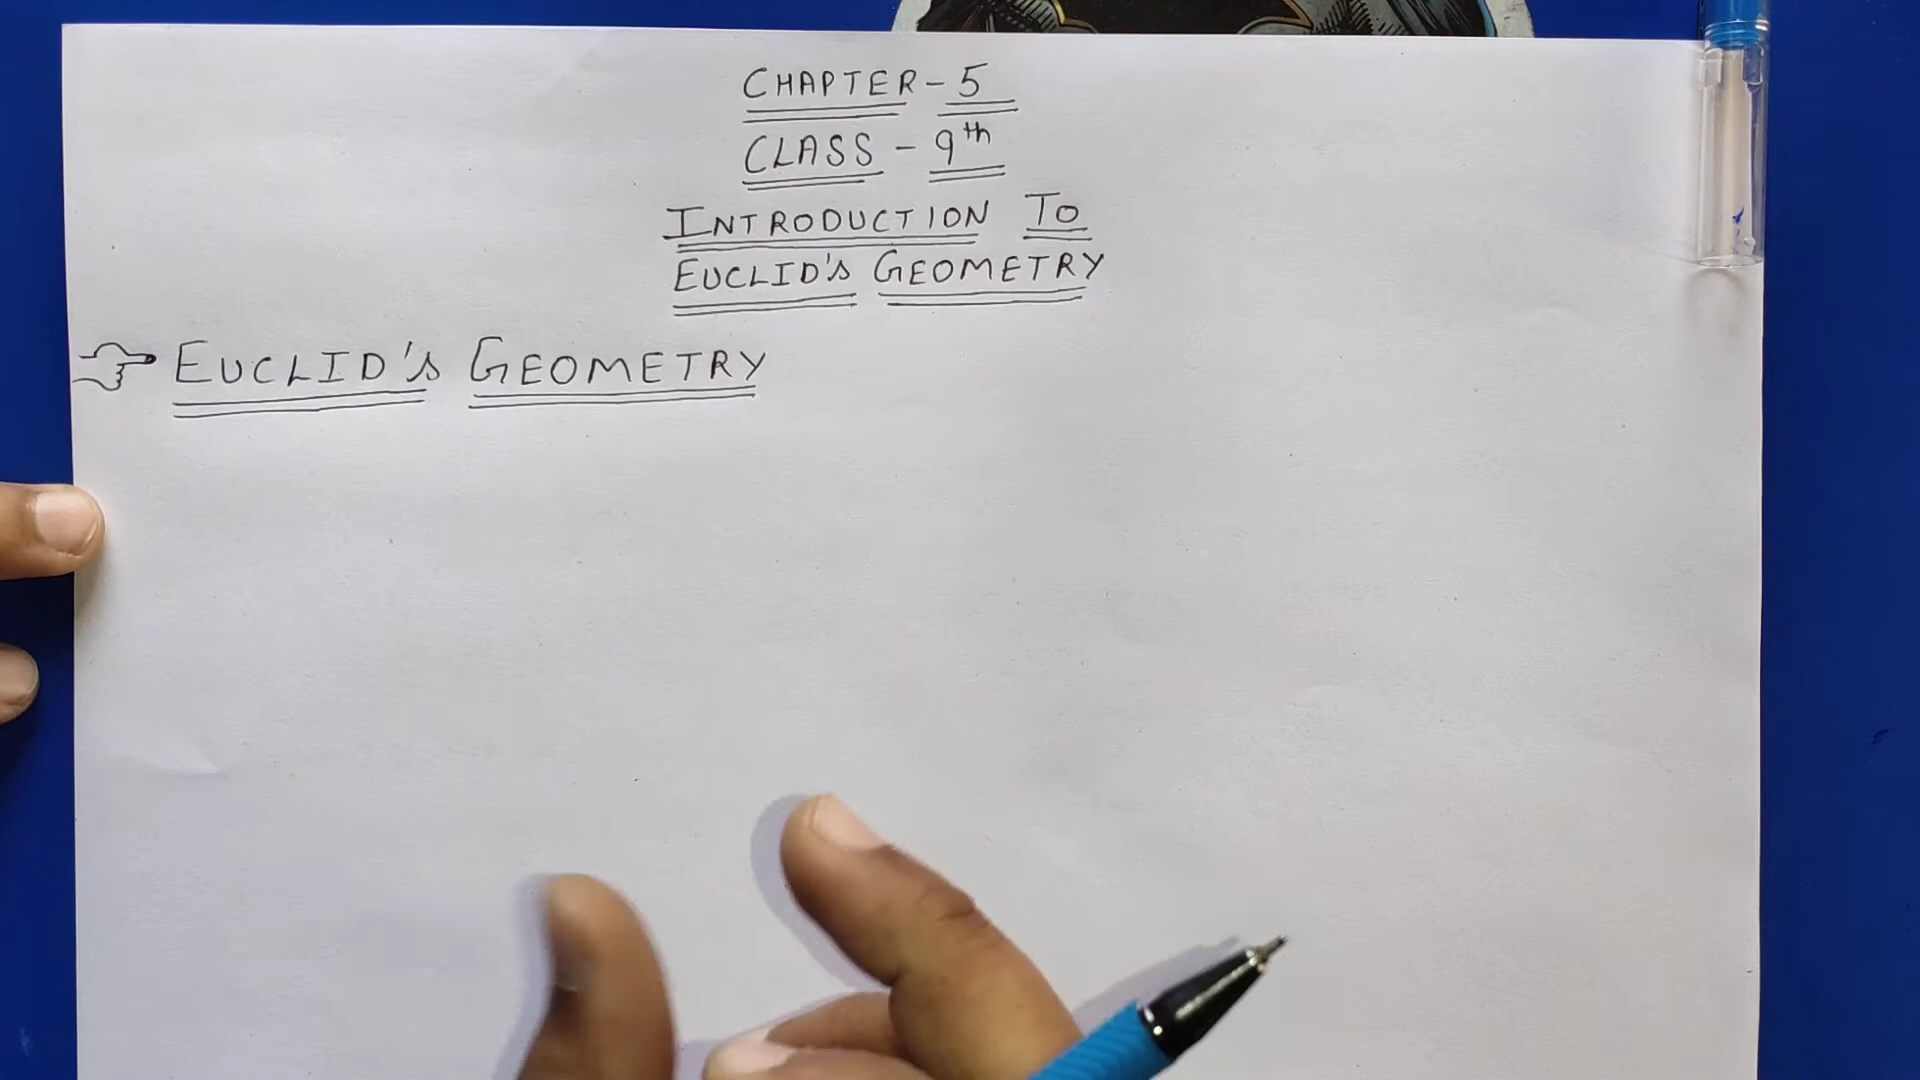 CHAPTER - 5
CLASS - 9th
INTRODUCTION TO
EUCLID'S GEOMETRY
EUCLID'S GEOMETRY